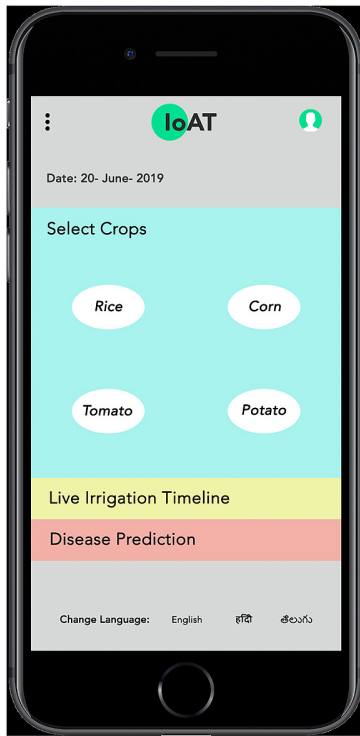 IoAT
Date: 20- June- 2019
Select Crops
Rice Corn
Tomato Potato
Live Irrigation Timeline
Disease Prediction
Change Language: English हिंदी తెలుగు